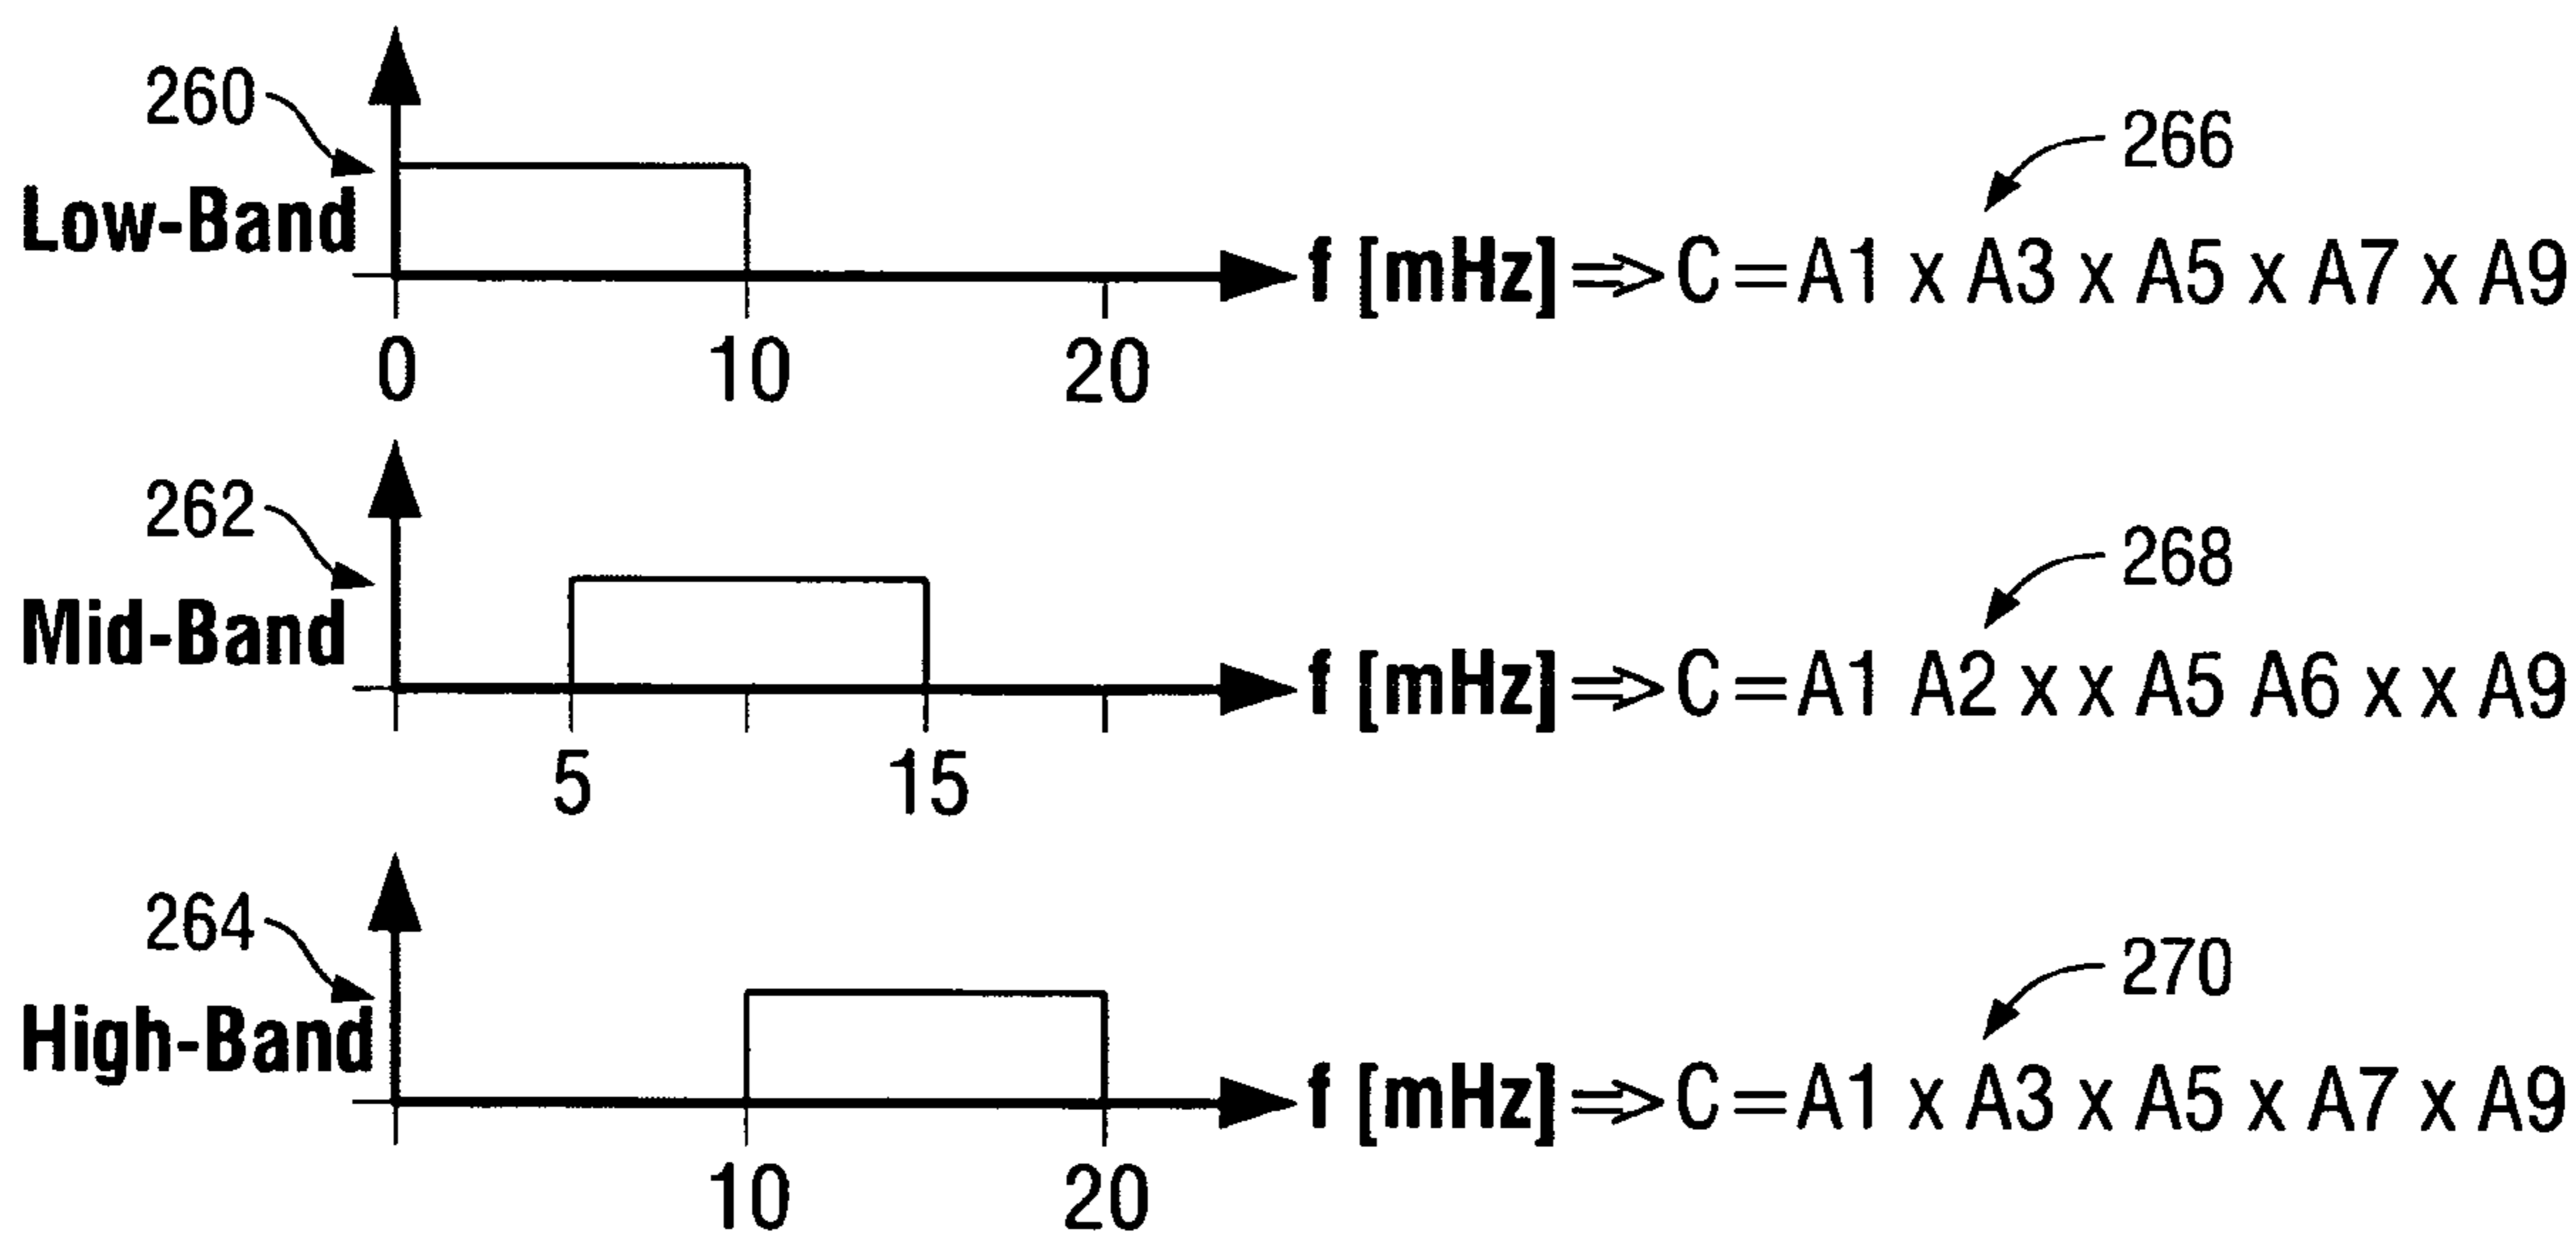 260
266
Low-Band
f [mHz] ⇒ C = A1 x A3 x A5 x A7 x A9
0 10 20
262
268
Mid-Band
f [mHz] ⇒ C = A1 A2 x x A5 A6 x x A9
5 15
264
270
High-Band
f [mHz] ⇒ C = A1 x A3 x A5 x A7 x A9
10 20